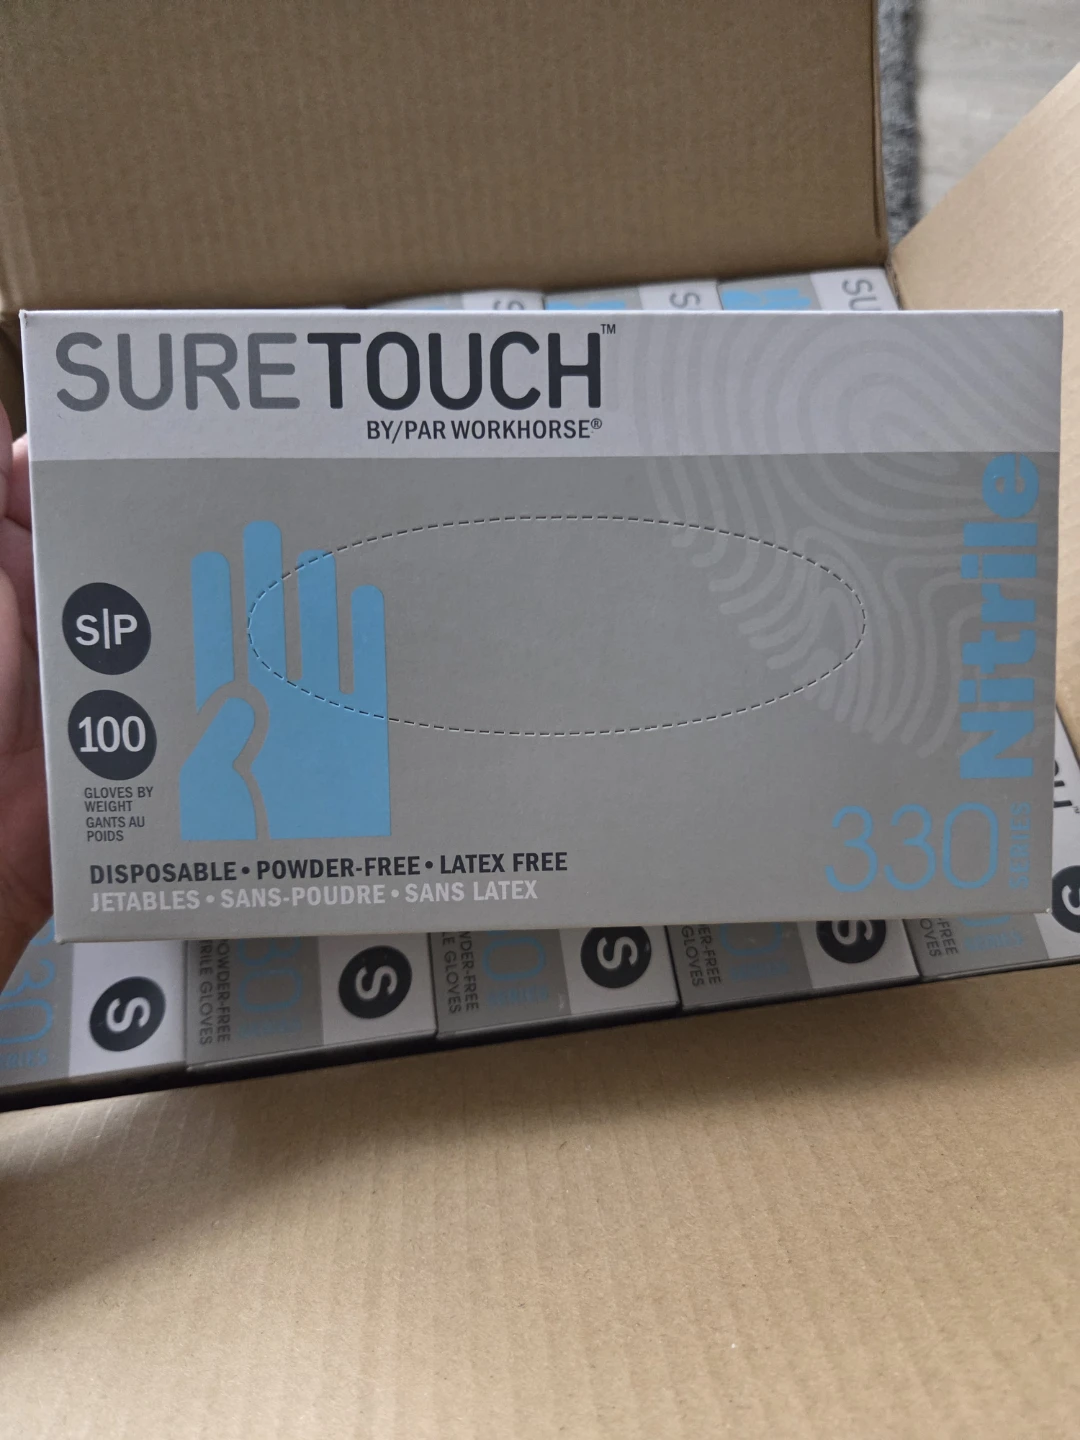 SU
S
S
SURETOUCH™
BY/PAR WORKHORSE®
Nitrile
S|P
100
GLOVES BY
WEIGHT
GANTS AU
POIDS
330
SERIES
DISPOSABLE • POWDER-FREE • LATEX FREE
JETABLES • SANS-POUDRE • SANS LATEX
S
S
S
S